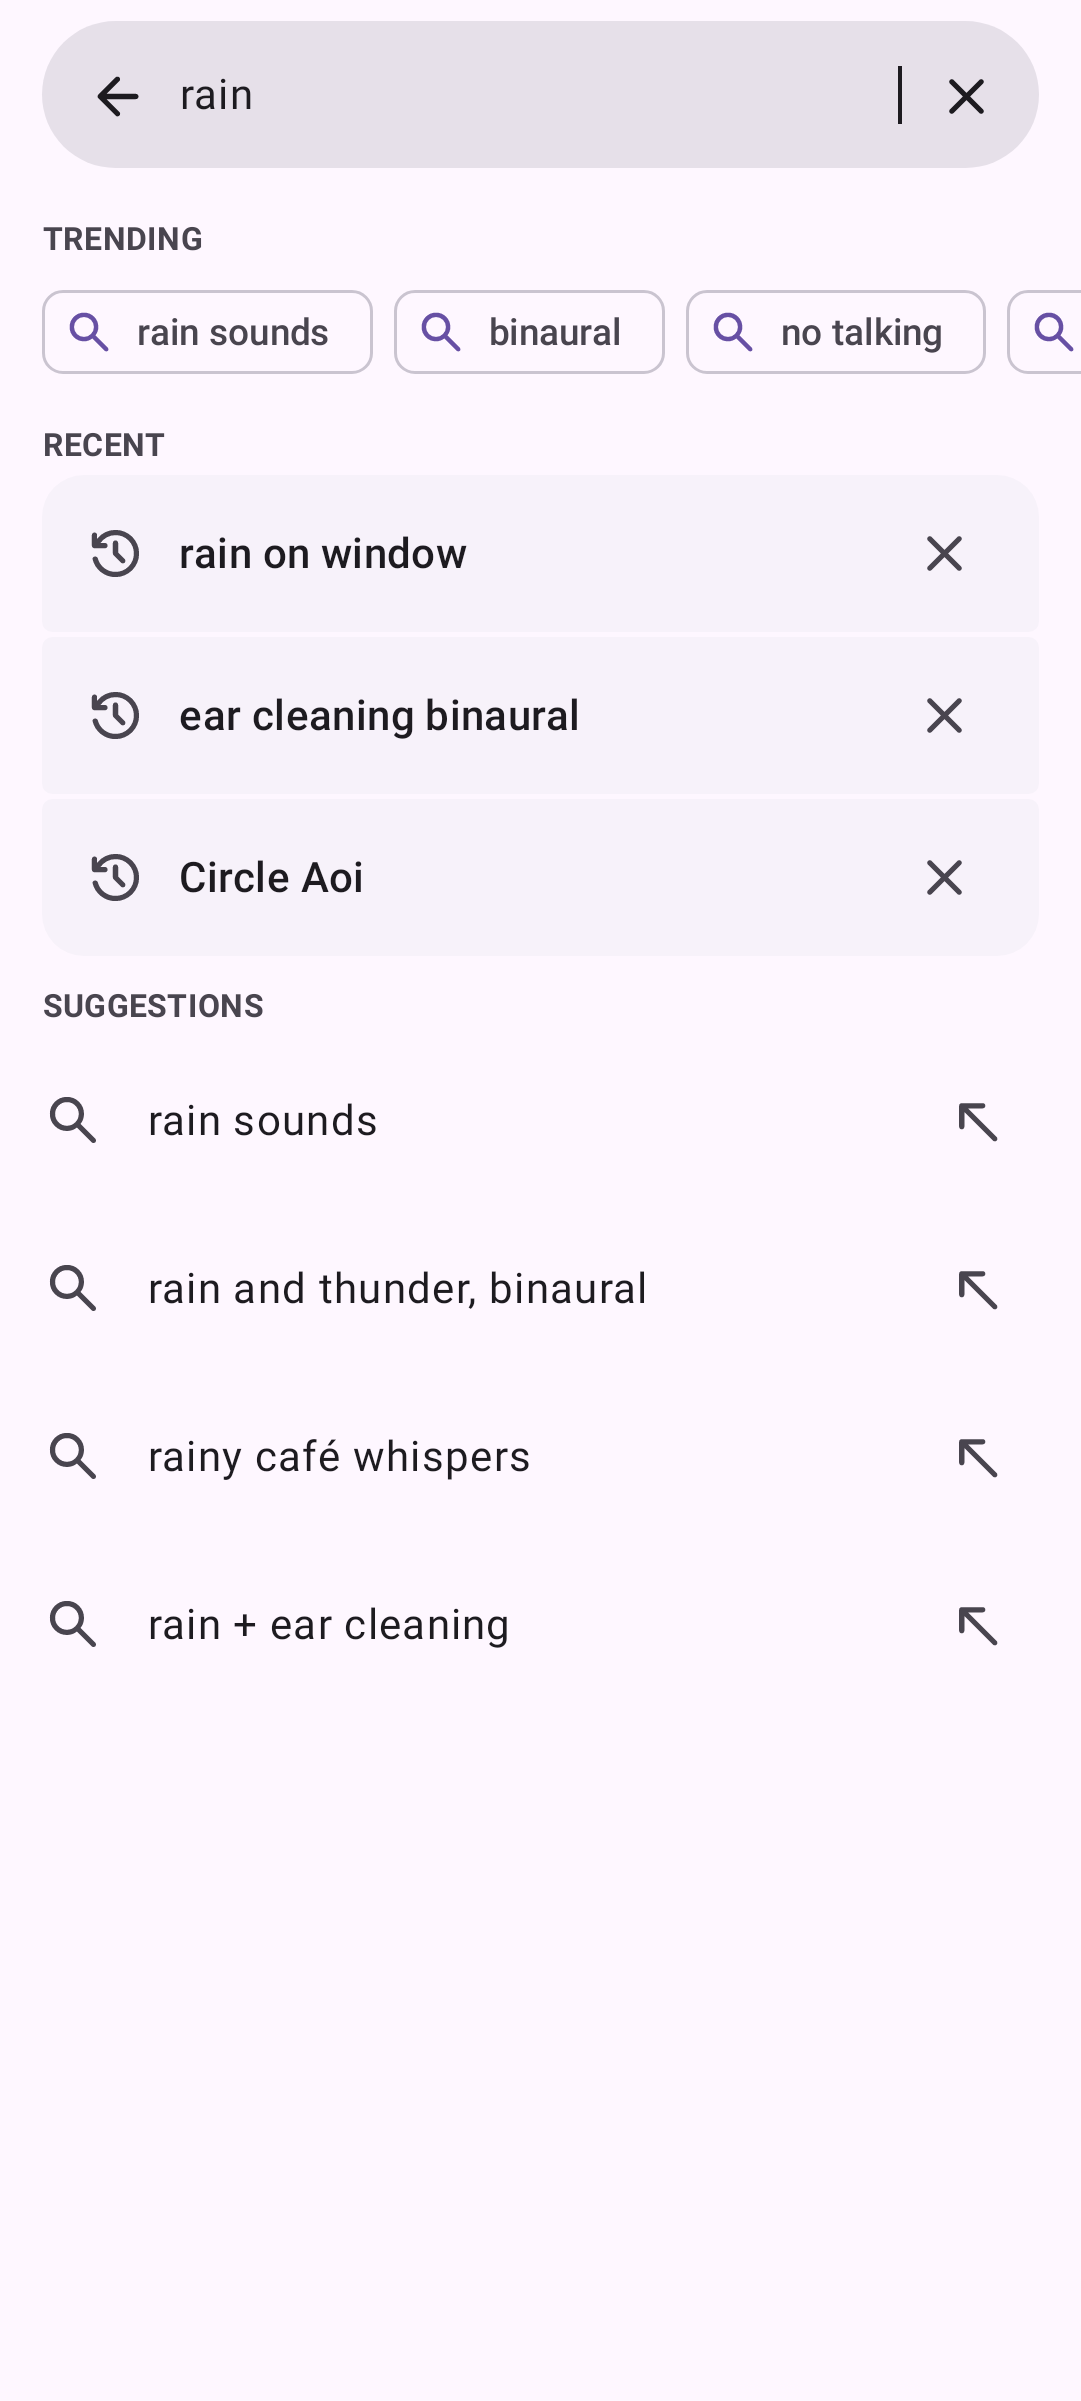 rain
TRENDING
rain sounds
binaural
no talking
RECENT
rain on window
ear cleaning binaural
Circle Aoi
SUGGESTIONS
rain sounds
rain and thunder, binaural
rainy café whispers
rain + ear cleaning